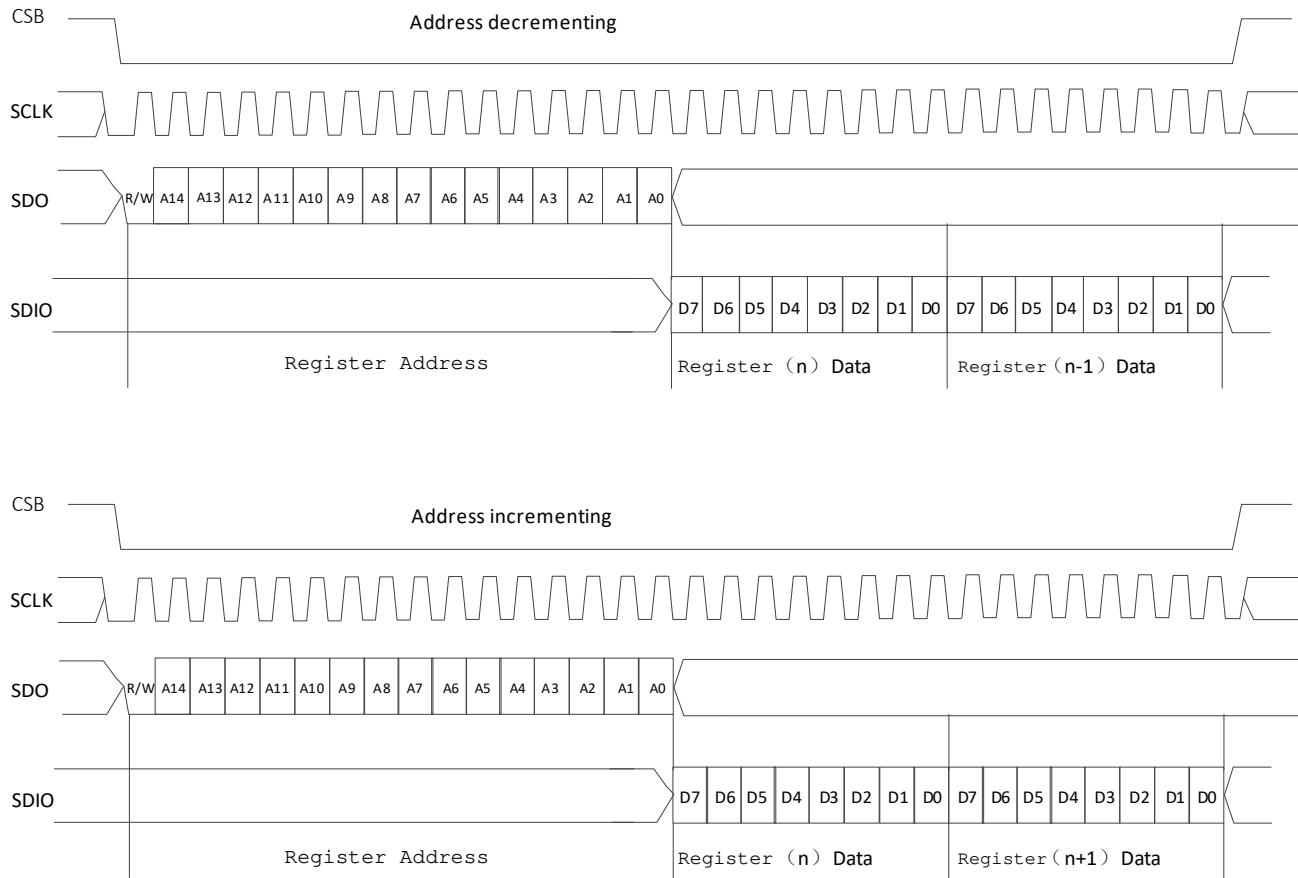 CSB
Address decrementing
SCLK
SDO R/W A14 A13 A12 A11 A10 A9 A8 A7 A6 A5 A4 A3 A2 A1 A0
SDIO D7 D6 D5 D4 D3 D2 D1 D0 D7 D6 D5 D4 D3 D2 D1 D0
Register Address Register（n）Data Register（n-1）Data
CSB
Address incrementing
SCLK
SDO R/W A14 A13 A12 A11 A10 A9 A8 A7 A6 A5 A4 A3 A2 A1 A0
SDIO D7 D6 D5 D4 D3 D2 D1 D0 D7 D6 D5 D4 D3 D2 D1 D0
Register Address Register（n）Data Register（n+1）Data